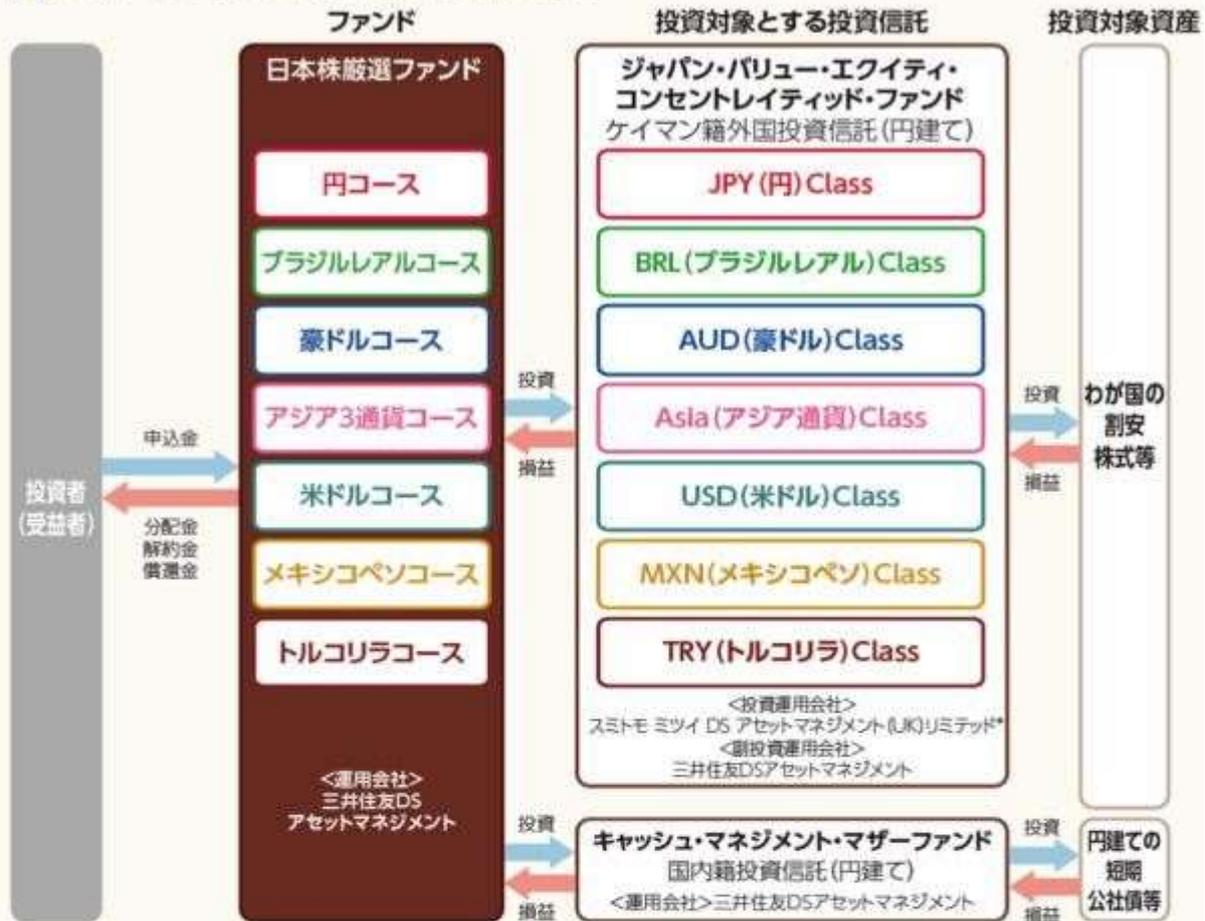 ファンド
投資対象とする投資信託
投資対象資産
投資者
(受益者)
申込金
分配金
解約金
償還金
日本株厳選ファンド
円コース
ブラジルレアルコース
豪ドルコース
アジア3通貨コース
米ドルコース
メキシコペソコース
トルコリラコース
<運用会社>
三井住友DS
アセットマネジメント
投資
損益
ジャパン・バリュー・エクイティ・
コンセントレイティッド・ファンド
ケイマン籍外国投資信託(円建て)
JPY(円)Class
BRL(ブラジルレアル)Class
AUD(豪ドル)Class
Asia(アジア通貨)Class
USD(米ドル)Class
MXN(メキシコペソ)Class
TRY(トルコリラ)Class
<投資運用会社>
スミトモ ミツイ DS アセットマネジメント(UK)リミテッド*
<副投資運用会社>
三井住友DSアセットマネジメント
投資
損益
わが国の
割安
株式等
投資
損益
キャッシュ・マネジメント・マザーファンド
国内籍投資信託(円建て)
<運用会社>三井住友DSアセットマネジメント
投資
損益
円建ての
短期
公社債等